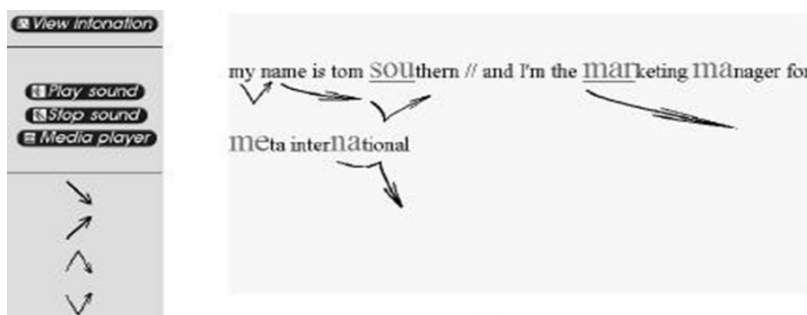 View intonation
Play sound
Stop sound
Media player
my name is tom southern // and I'm the marketing manager for
meta international